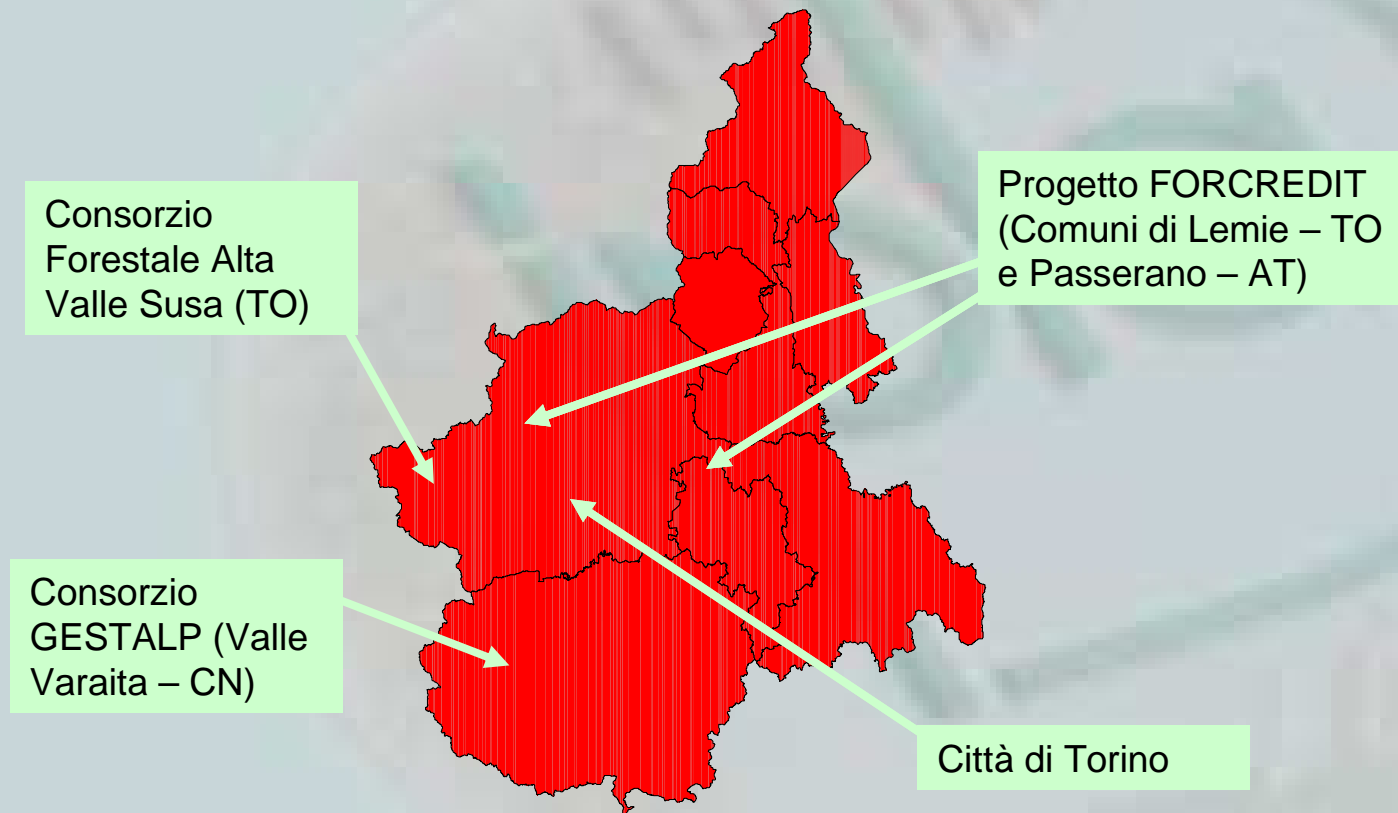 Consorzio
Forestale Alta
Valle Susa (TO)
Progetto FORCREDIT
(Comuni di Lemie – TO
e Passerano – AT)
Consorzio
GESTALP (Valle
Varaita – CN)
Città di Torino